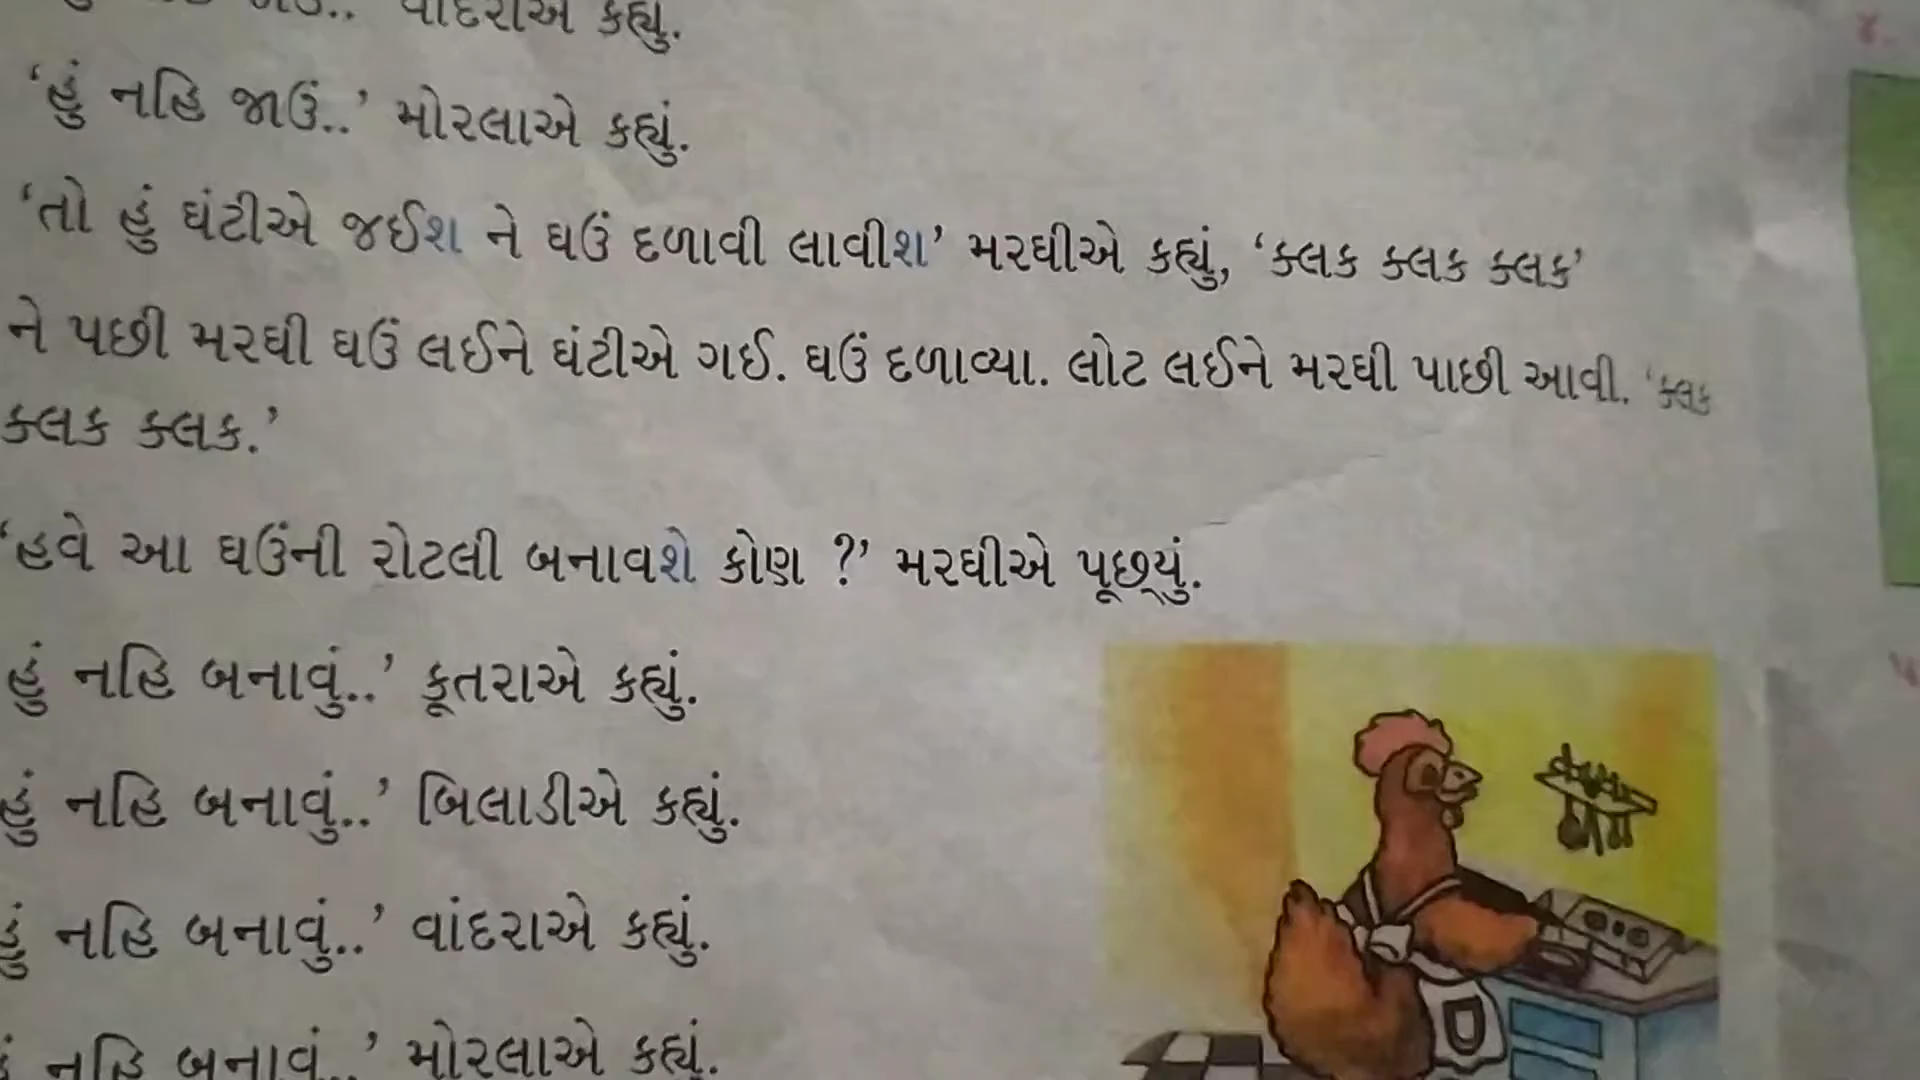 વાંદરાએ કહ્યું.
‘હું નહિ જાઉં..’ મોરલાએ કહ્યું.
‘તો હું ઘંટીએ જઈશ ને ઘઉં દળાવી લાવીશ’ મરઘીએ કહ્યું, ‘ક્લક ક્લક ક્લક’
ને પછી મરઘી ઘઉં લઈને ઘંટીએ ગઈ. ઘઉં દળાવ્યા. લોટ લઈને મરઘી પાછી આવી. ‘ક્લક
ક્લક ક્લક.’
‘હવે આ ઘઉંની રોટલી બનાવશે કોણ ?’ મરઘીએ પૂછ્યું.
હું નહિ બનાવું..’ કૂતરાએ કહ્યું.
હું નહિ બનાવું..’ બિલાડીએ કહ્યું.
હું નહિ બનાવું..’ વાંદરાએ કહ્યું.
નહિ બનાવું..’ મોરલાએ કહ્યું.